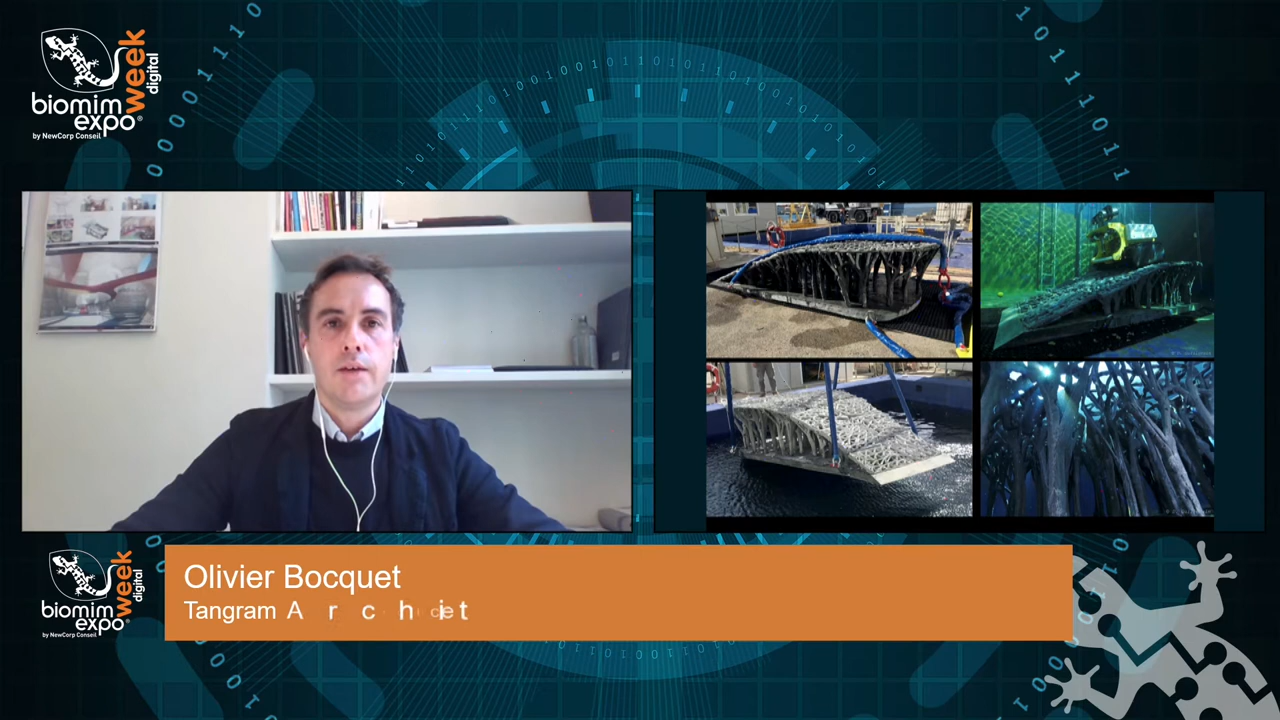 biomim
expo®
week
digital
by NewCorp Conseil
Olivier Bocquet
Tangram
biomim
expo®
week
digital
by NewCorp Conseil